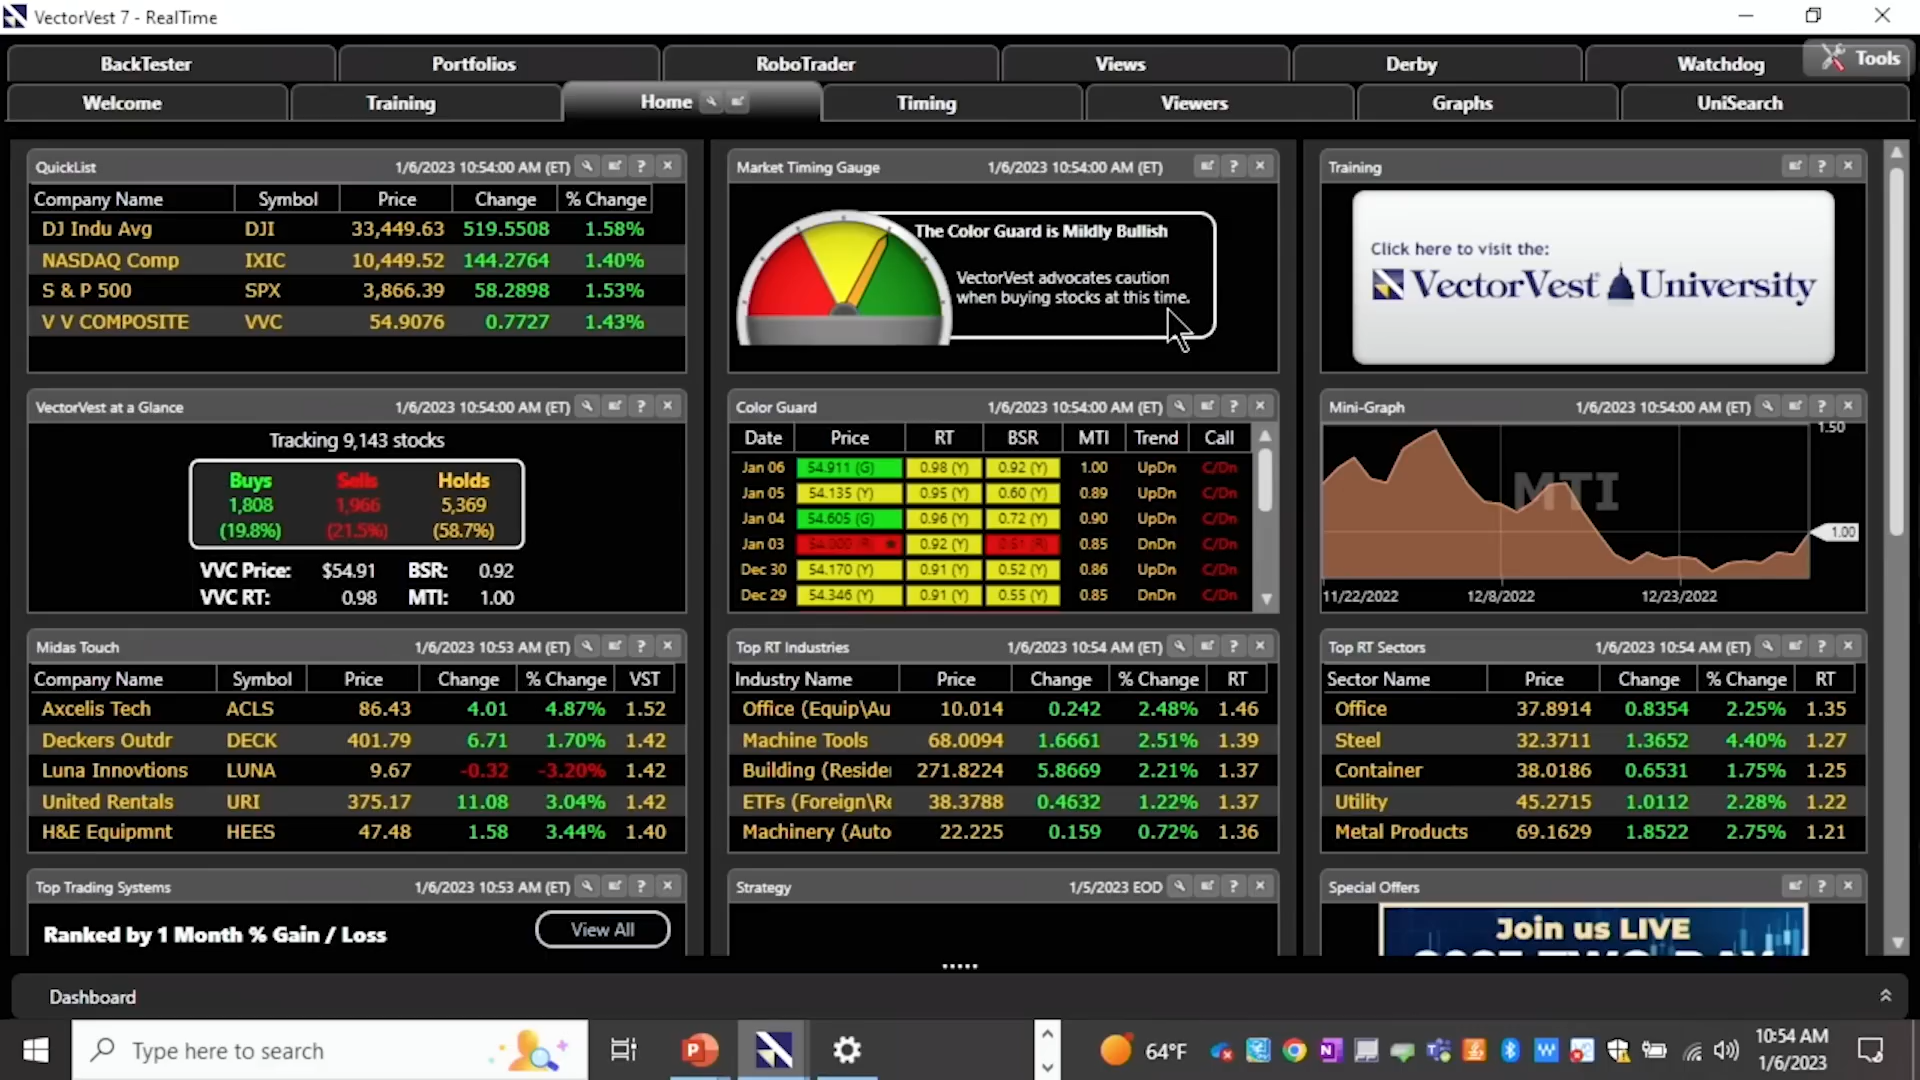 VectorVest 7 - RealTime
BackTester Portfolios RoboTrader Views Derby Watchdog Tools
Welcome Training Home Timing Viewers Graphs UniSearch
QuickList 1/6/2023 10:54:00 AM (ET)
Company Name Symbol Price Change % Change
DJ Indu Avg DJI 33,449.63 519.5508 1.58%
NASDAQ Comp IXIC 10,449.52 144.2764 1.40%
S & P 500 SPX 3,866.39 58.2898 1.53%
V V COMPOSITE VVC 54.9076 0.7727 1.43%
Market Timing Gauge 1/6/2023 10:54:00 AM (ET)
The Color Guard is Mildly Bullish
VectorVest advocates caution
when buying stocks at this time.
Training
Click here to visit the:
VectorVest University
VectorVest at a Glance 1/6/2023 10:54:00 AM (ET)
Tracking 9,143 stocks
Buys Sells Holds
1,808 1,966 5,369
(19.8%) (21.5%) (58.7%)
VVC Price: $54.91 BSR: 0.92
VVC RT: 0.98 MTI: 1.00
Color Guard 1/6/2023 10:54:00 AM (ET)
Date Price RT BSR MTI Trend Call
Jan 06 54.911 (G) 0.98 (Y) 0.92 (Y) 1.00 UpDn C/Dn
Jan 05 54.135 (Y) 0.95 (Y) 0.60 (Y) 0.89 UpDn C/Dn
Jan 04 54.605 (G) 0.96 (Y) 0.72 (Y) 0.90 UpDn C/Dn
Jan 03 0.92 (Y) 0.85 DnDn C/Dn
Dec 30 54.170 (Y) 0.91 (Y) 0.52 (Y) 0.86 UpDn C/Dn
Dec 29 54.346 (Y) 0.91 (Y) 0.55 (Y) 0.85 DnDn C/Dn
Mini-Graph 1/6/2023 10:54:00 AM (ET)
1.50
MTI
1.00
11/22/2022 12/8/2022 12/23/2022
Midas Touch 1/6/2023 10:53 AM (ET)
Company Name Symbol Price Change % Change VST
Axcelis Tech ACLS 86.43 4.01 4.87% 1.52
Deckers Outdr DECK 401.79 6.71 1.70% 1.42
Luna Innovtions LUNA 9.67 -0.32 -3.20% 1.42
United Rentals URI 375.17 11.08 3.04% 1.42
H&E Equipmnt HEES 47.48 1.58 3.44% 1.40
Top RT Industries 1/6/2023 10:54 AM (ET)
Industry Name Price Change % Change RT
Office (Equip\Au 10.014 0.242 2.48% 1.46
Machine Tools 68.0094 1.6661 2.51% 1.39
Building (Reside 271.8224 5.8669 2.21% 1.37
ETFs (Foreign\Re 38.3788 0.4632 1.22% 1.37
Machinery (Auto 22.225 0.159 0.72% 1.36
Top RT Sectors 1/6/2023 10:54 AM (ET)
Sector Name Price Change % Change RT
Office 37.8914 0.8354 2.25% 1.35
Steel 32.3711 1.3652 4.40% 1.27
Container 38.0186 0.6531 1.75% 1.25
Utility 45.2715 1.0112 2.28% 1.22
Metal Products 69.1629 1.8522 2.75% 1.21
Top Trading Systems 1/6/2023 10:53 AM (ET)
Ranked by 1 Month % Gain / Loss View All
Strategy 1/5/2023 EOD
Special Offers
Join us LIVE
Dashboard
Type here to search
64°F
10:54 AM
1/6/2023